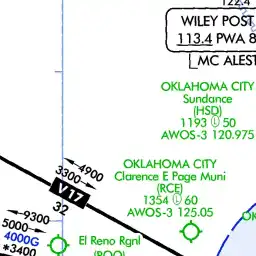 122.4
WILEY POST
113.4 PWA 8
MC ALEST
OKLAHOMA CITY
Sundance
(HSD)
1193 Ⓛ 50
AWOS-3 120.975
OKLAHOMA CITY
Clarence E Page Muni
(RCE)
1354 Ⓛ 60
AWOS-3 125.05
4900
3300
V17
32
9300
5000
4000G
*3400
El Reno Rgnl
(RQO)